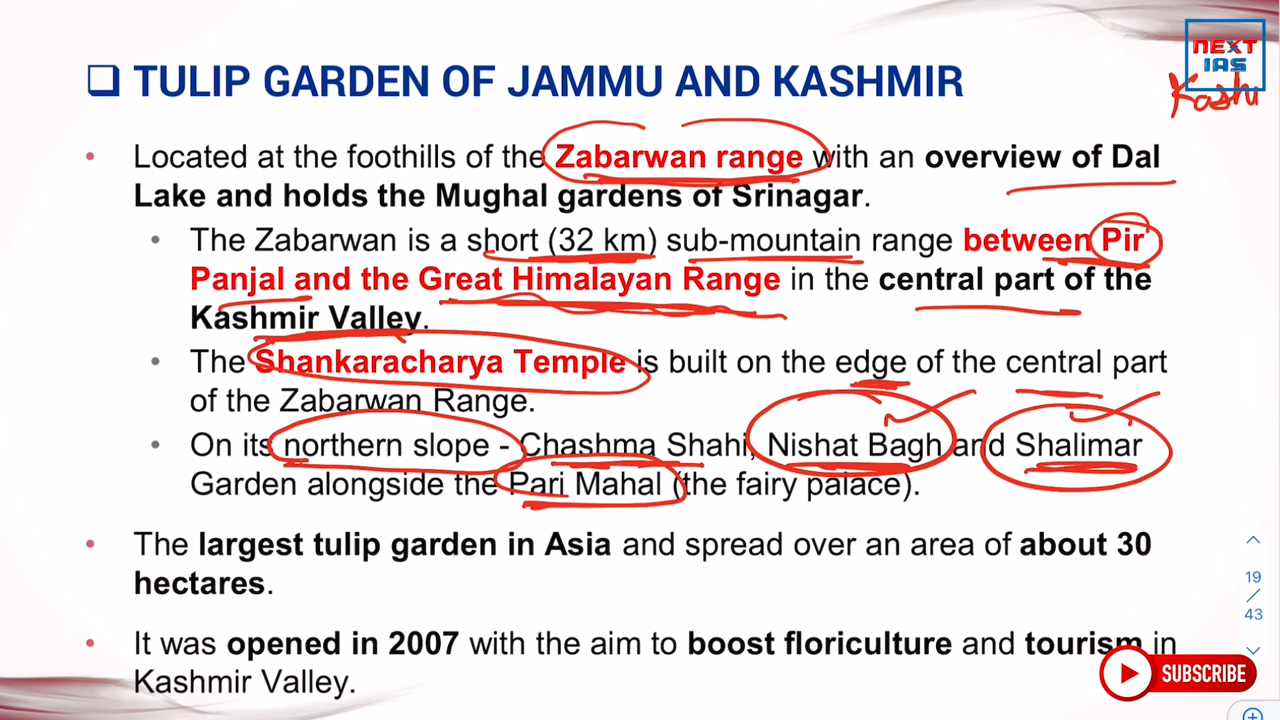 NEXT
IAS
Kashi
❑ TULIP GARDEN OF JAMMU AND KASHMIR
• Located at the foothills of the Zabarwan range with an overview of Dal
Lake and holds the Mughal gardens of Srinagar.
• The Zabarwan is a short (32 km) sub-mountain range between Pir
Panjal and the Great Himalayan Range in the central part of the
Kashmir Valley.
• The Shankaracharya Temple is built on the edge of the central part
of the Zabarwan Range.
• On its northern slope - Chashma Shahi, Nishat Bagh and Shalimar
Garden alongside the Pari Mahal (the fairy palace).
• The largest tulip garden in Asia and spread over an area of about 30
hectares.
• It was opened in 2007 with the aim to boost floriculture and tourism in
Kashmir Valley.
19
/
43
SUBSCRIBE